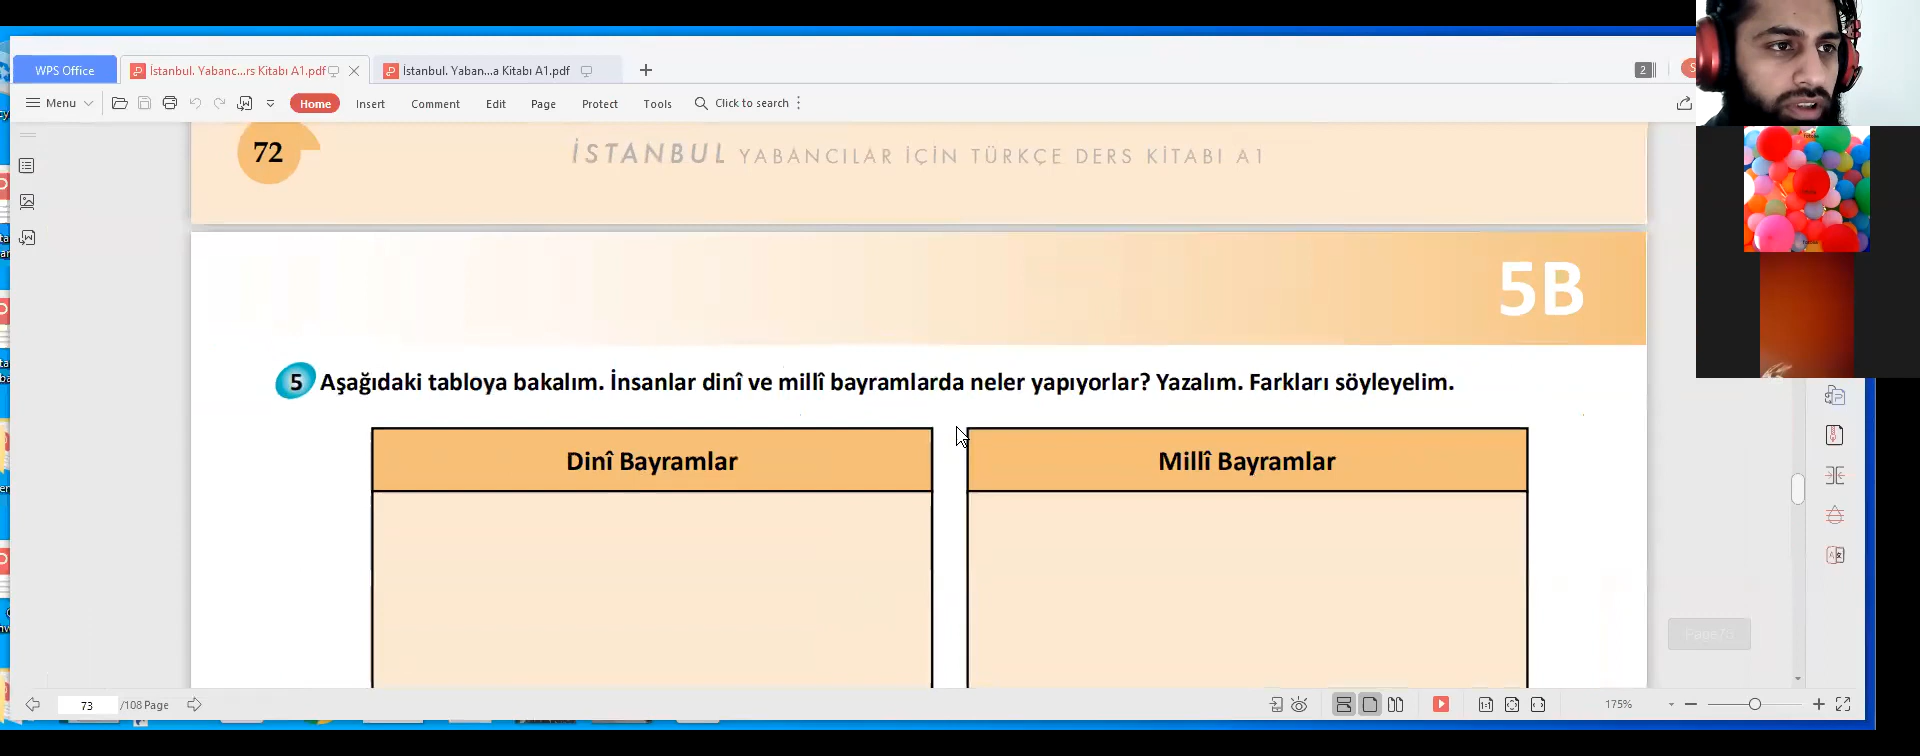 WPS Office
İstanbul. Yabanc...rs Kitabı A1.pdf
İstanbul. Yaban...a Kitabı A1.pdf
2
S
Menu
Home
Insert
Comment
Edit
Page
Protect
Tools
Click to search
72
İSTANBUL YABANCILAR İÇİN TÜRKÇE DERS KİTABI A1
5B
5 Aşağıdaki tabloya bakalım. İnsanlar dinî ve millî bayramlarda neler yapıyorlar? Yazalım. Farkları söyleyelim.
Dinî Bayramlar
Millî Bayramlar
73 /108 Page
175%